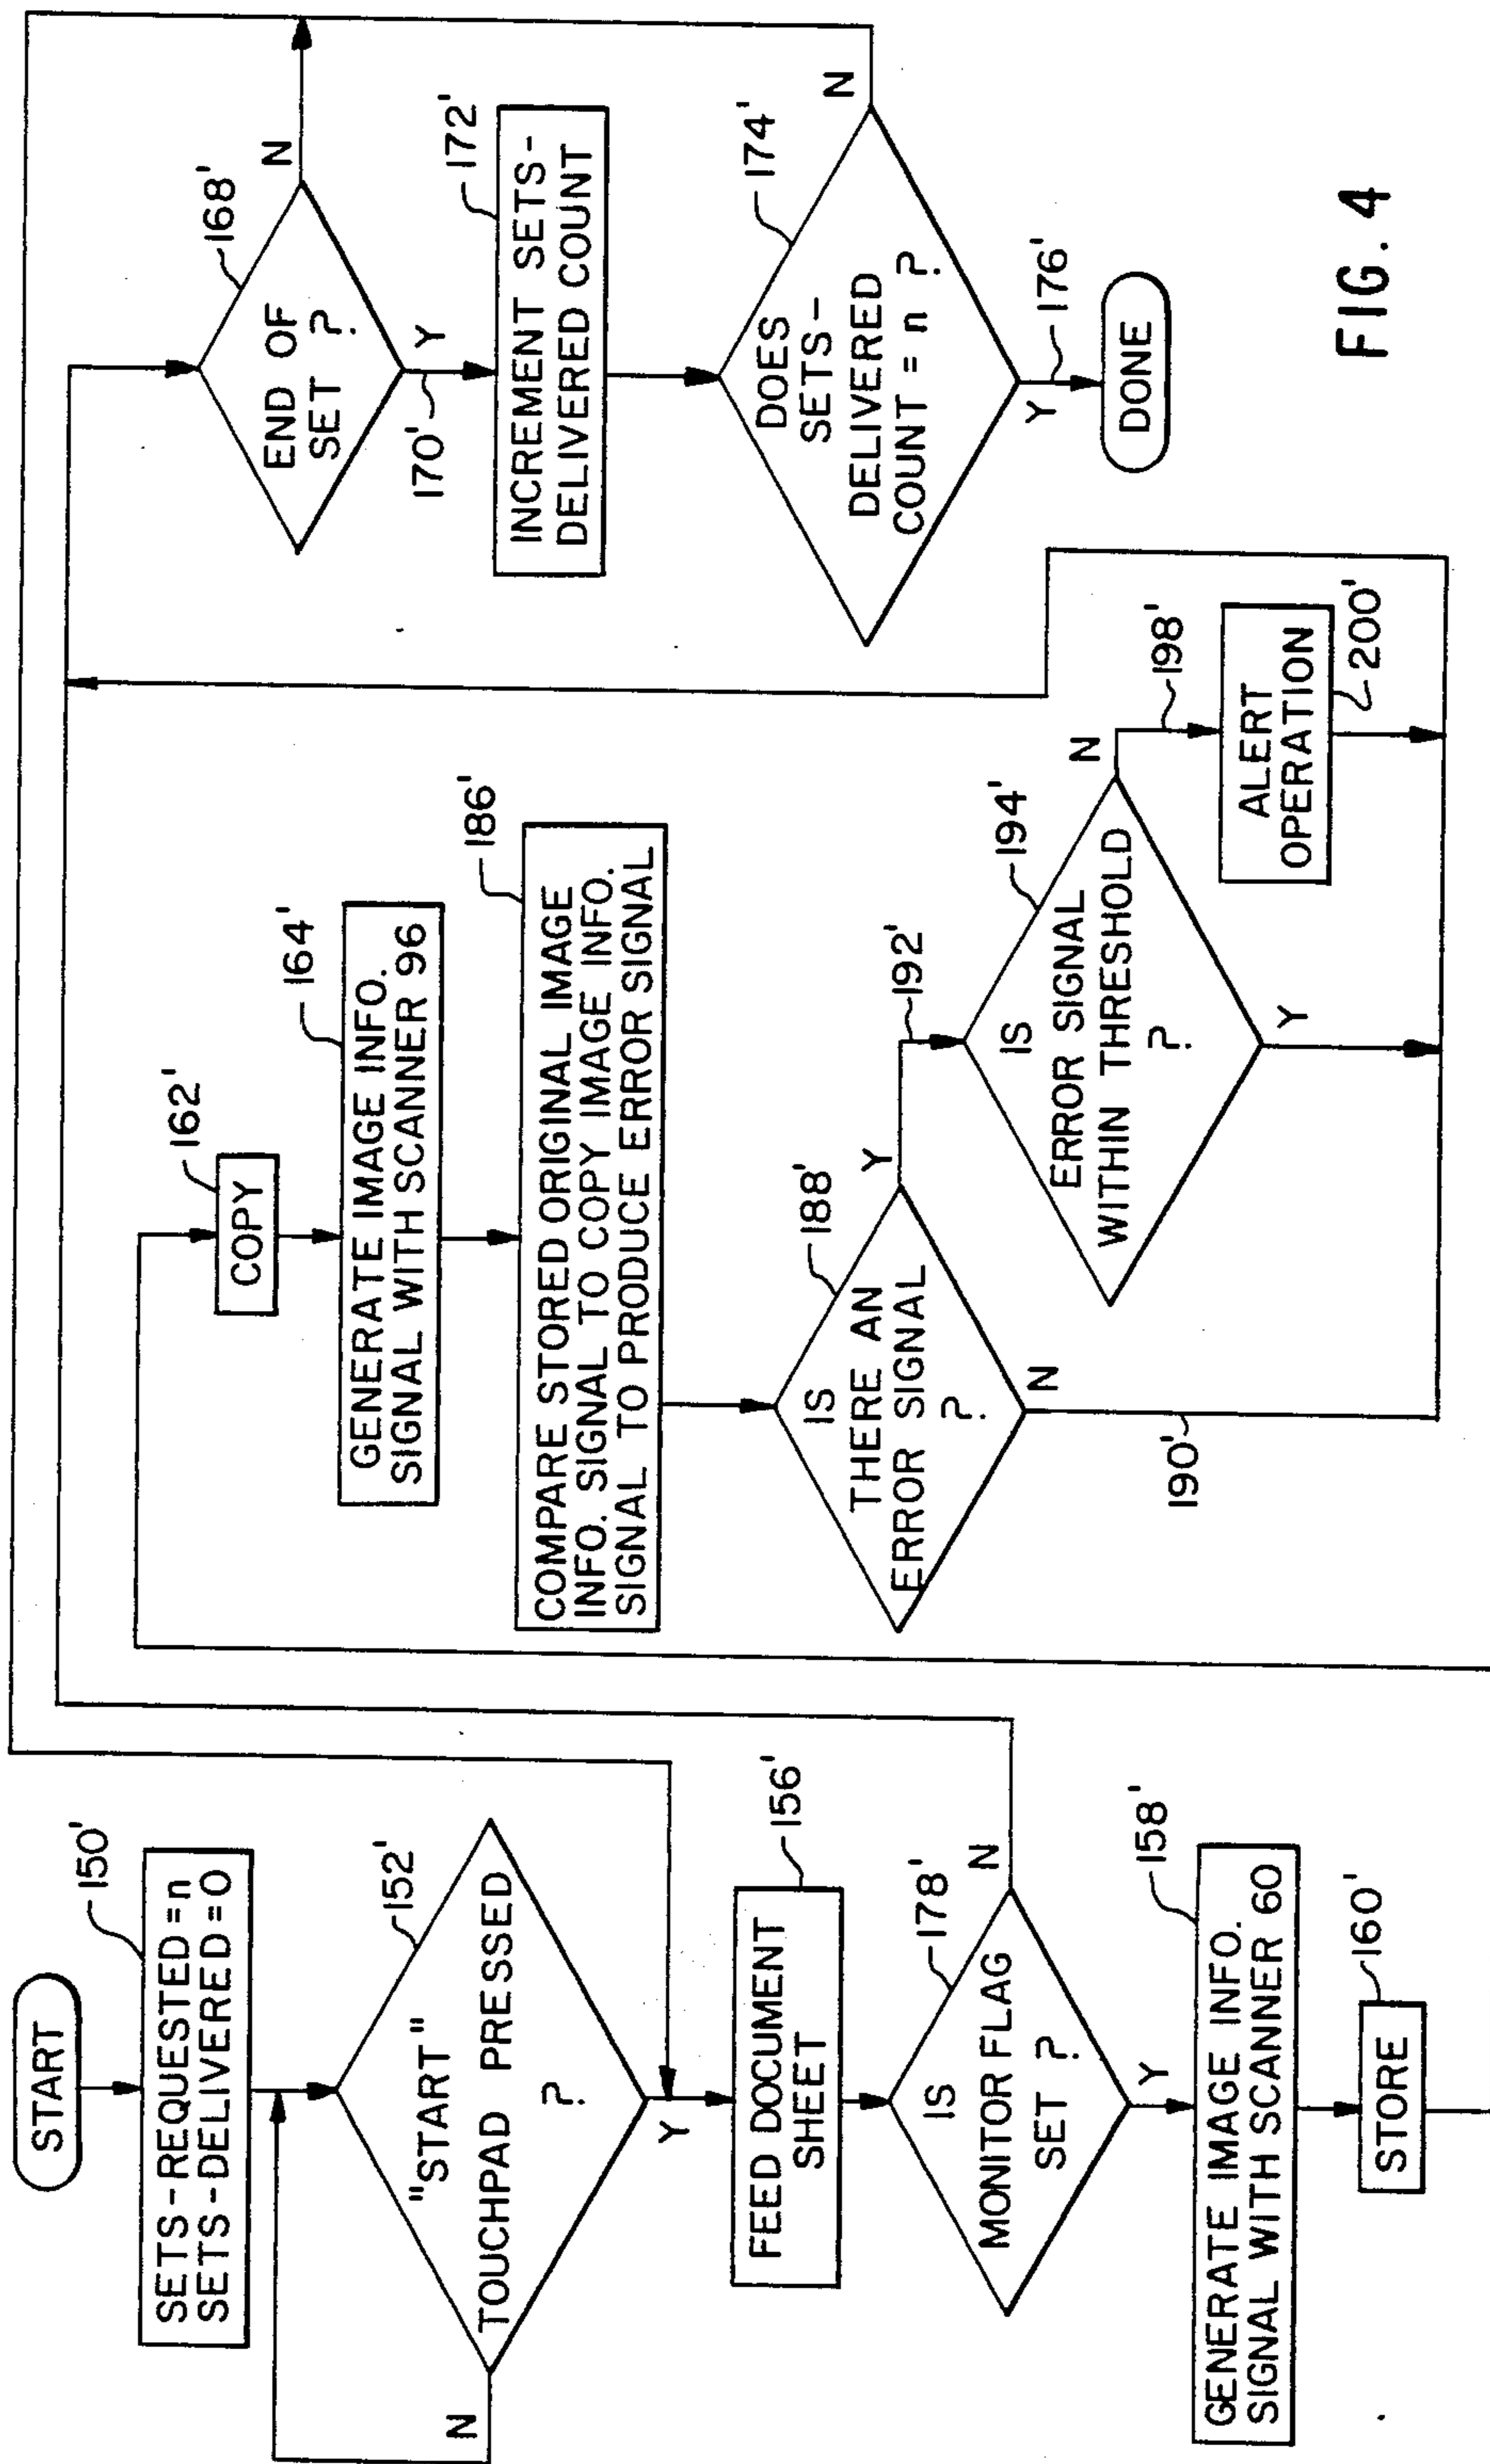 START
150'
SETS-REQUESTED=n
SETS-DELIVERED=0
152'
"START"
TOUCHPAD PRESSED
?
N
Y
156'
FEED DOCUMENT
SHEET
178'
IS
MONITOR FLAG
SET ?
N
Y
158'
GENERATE IMAGE INFO.
SIGNAL WITH SCANNER 60
160'
STORE
162'
COPY
164'
GENERATE IMAGE INFO.
SIGNAL WITH SCANNER 96
186'
COMPARE STORED ORIGINAL IMAGE
INFO. SIGNAL TO COPY IMAGE INFO.
SIGNAL TO PRODUCE ERROR SIGNAL
188'
IS
THERE AN
ERROR SIGNAL
?
Y
192'
N
190'
194'
IS
ERROR SIGNAL
WITHIN THRESHOLD
?
N
198'
Y
ALERT
OPERATION
200'
168'
END OF
SET ?
N
170'
Y
172'
INCREMENT SETS-
DELIVERED COUNT
174'
DOES
SETS-
DELIVERED
COUNT = n ?
N
Y
176'
DONE
FIG. 4